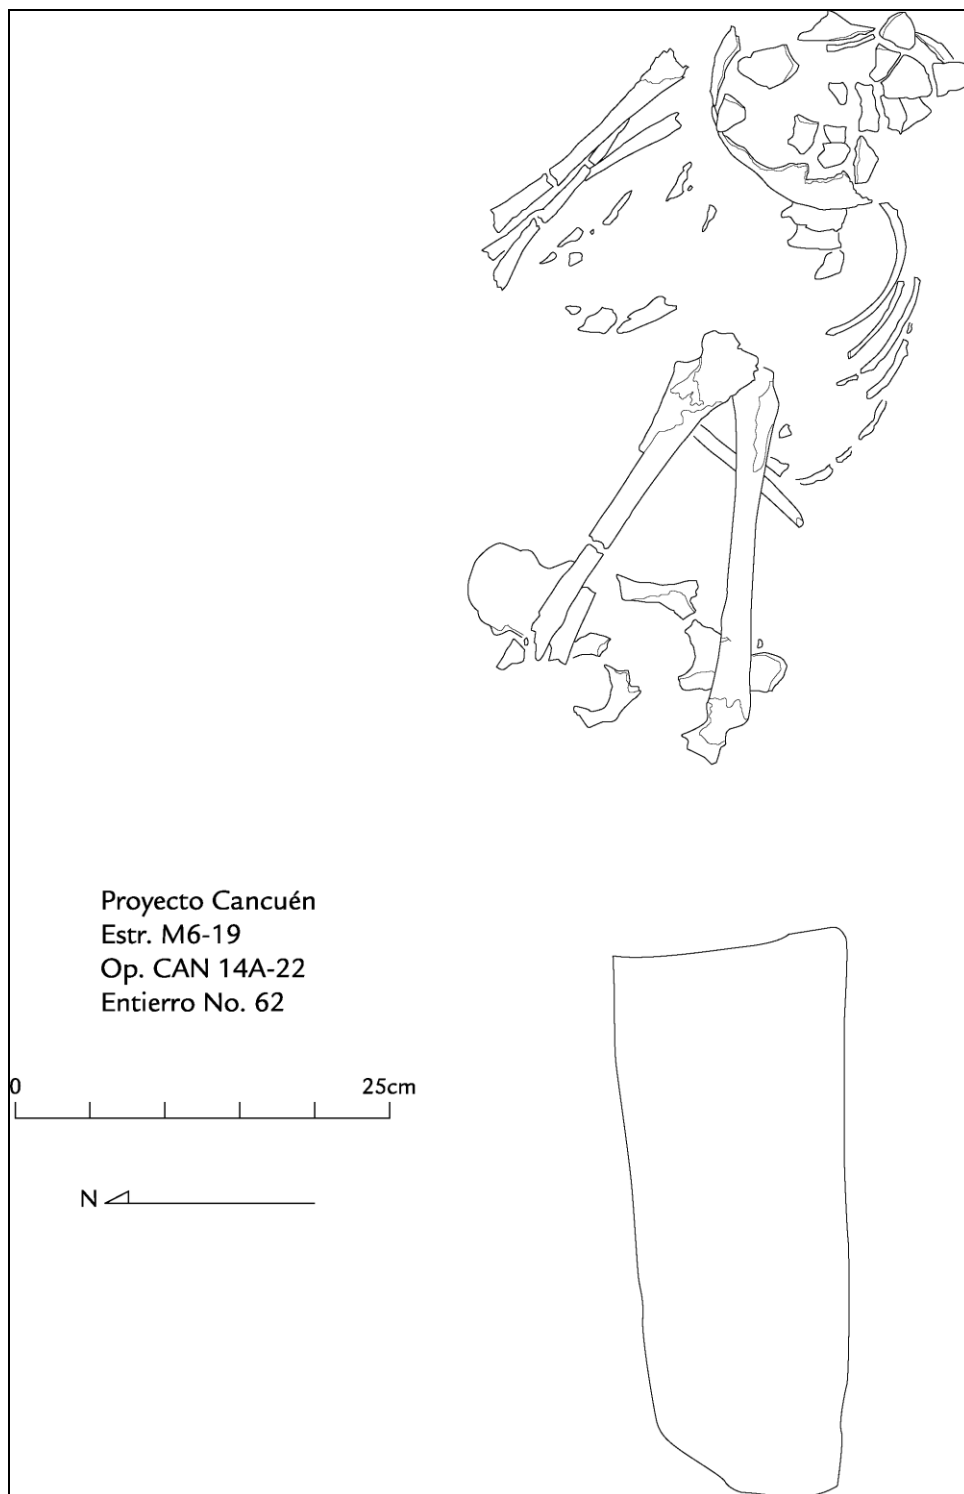 Proyecto Cancuén
Estr. M6-19
Op. CAN 14A-22
Entierro No. 62
0 25cm
N